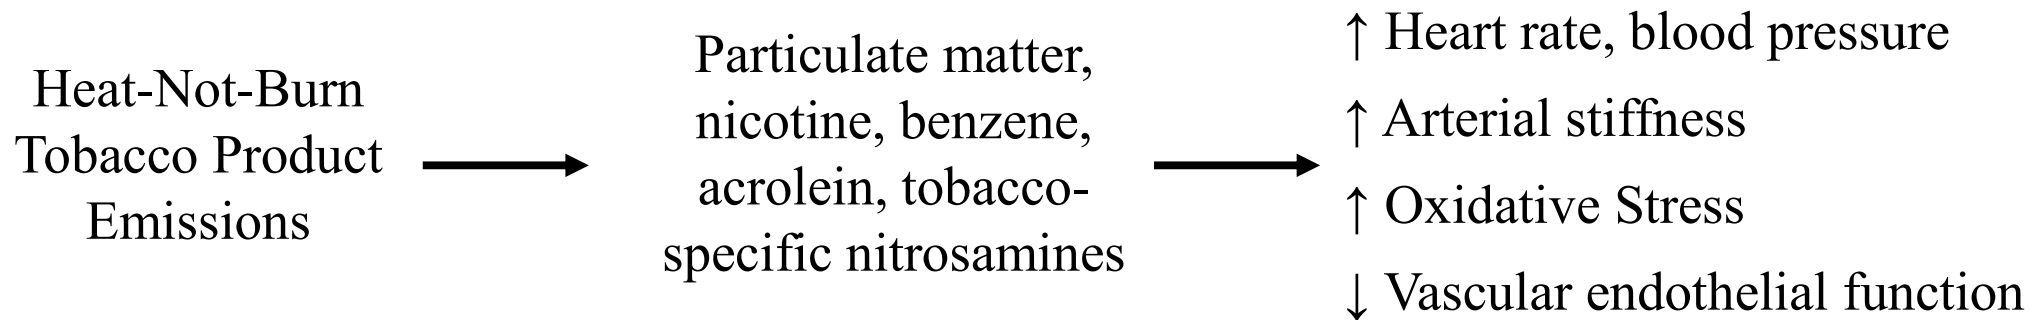 Heat-Not-Burn
Tobacco Product
Emissions
Particulate matter,
nicotine, benzene,
acrolein, tobacco-
specific nitrosamines
↑ Heart rate, blood pressure
↑ Arterial stiffness
↑ Oxidative Stress
↓ Vascular endothelial function